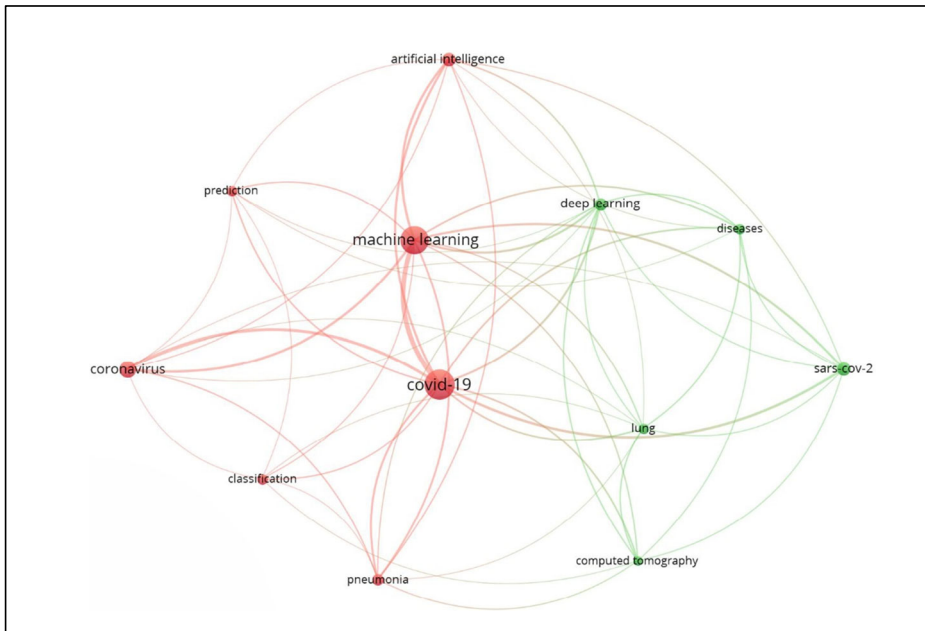 artificial intelligence
prediction
deep learning
diseases
machine learning
coronavirus
sars-cov-2
covid-19
lung
classification
computed tomography
pneumonia